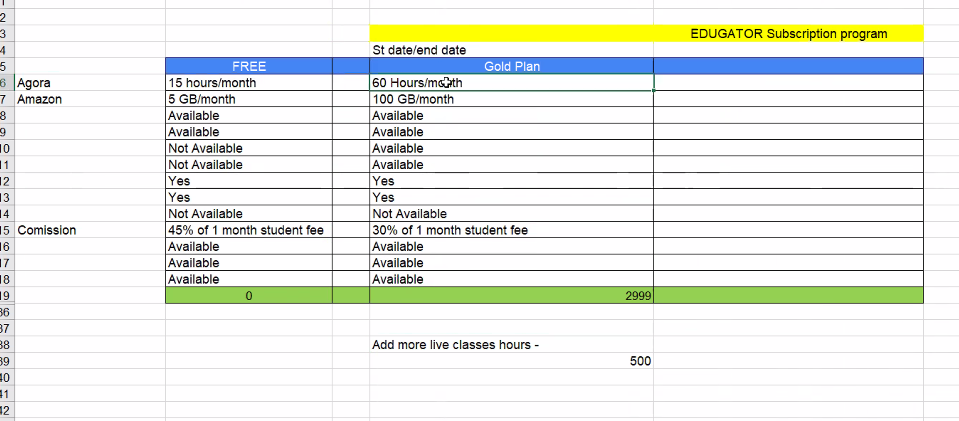 2
3 EDUGATOR Subscription program
4 St date/end date
5 FREE Gold Plan
6 Agora 15 hours/month 60 Hours/month
7 Amazon 5 GB/month 100 GB/month
8 Available Available
9 Available Available
10 Not Available Available
11 Not Available Available
12 Yes Yes
13 Yes Yes
14 Not Available Not Available
15 Comission 45% of 1 month student fee 30% of 1 month student fee
16 Available Available
17 Available Available
18 Available Available
19 0 2999
36
37
38 Add more live classes hours -
39 500
40
41
42